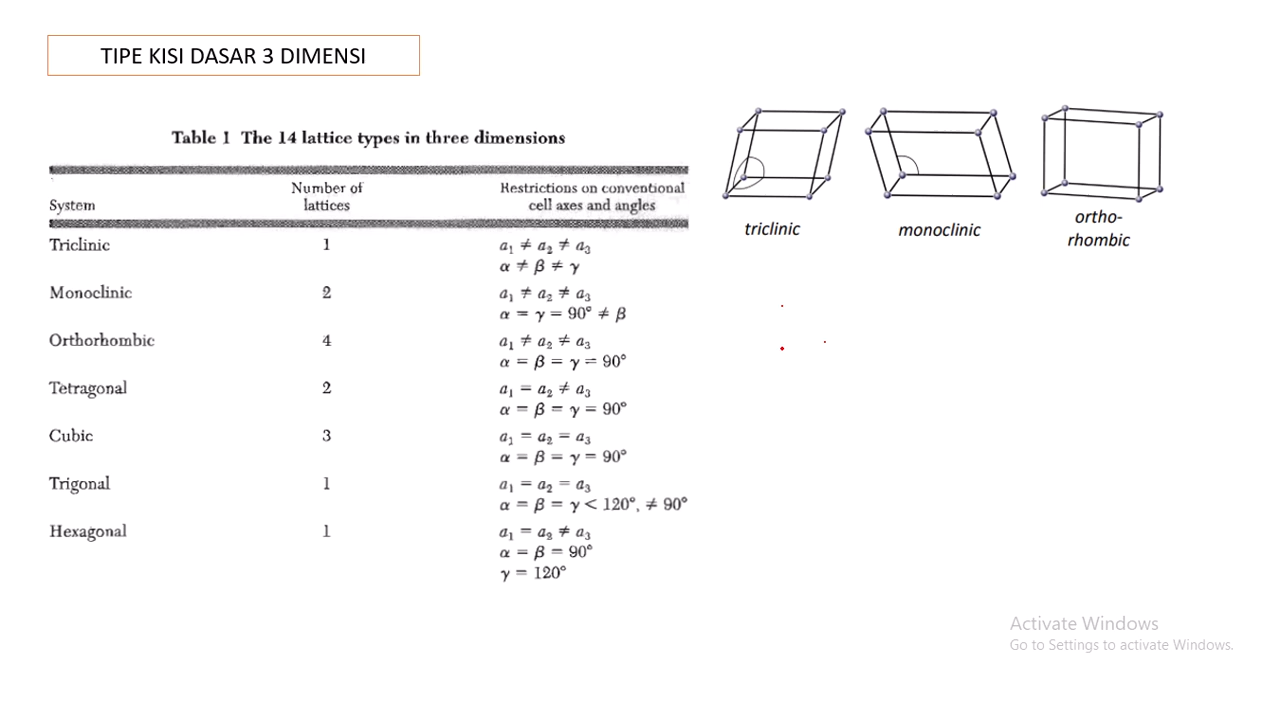 TIPE KISI DASAR 3 DIMENSI
Table 1 The 14 lattice types in three dimensions
System Number of lattices Restrictions on conventional cell axes and angles
Triclinic 1 a₁ ≠ a₂ ≠ a₃
α ≠ β ≠ γ
Monoclinic 2 a₁ ≠ a₂ ≠ a₃
α = γ = 90° ≠ β
Orthorhombic 4 a₁ ≠ a₂ ≠ a₃
α = β = γ = 90°
Tetragonal 2 a₁ = a₂ ≠ a₃
α = β = γ = 90°
Cubic 3 a₁ = a₂ = a₃
α = β = γ = 90°
Trigonal 1 a₁ = a₂ = a₃
α = β = γ < 120°, ≠ 90°
Hexagonal 1 a₁ = a₂ ≠ a₃
α = β = 90°
γ = 120°
triclinic
monoclinic
ortho-
rhombic
Activate Windows
Go to Settings to activate Windows.